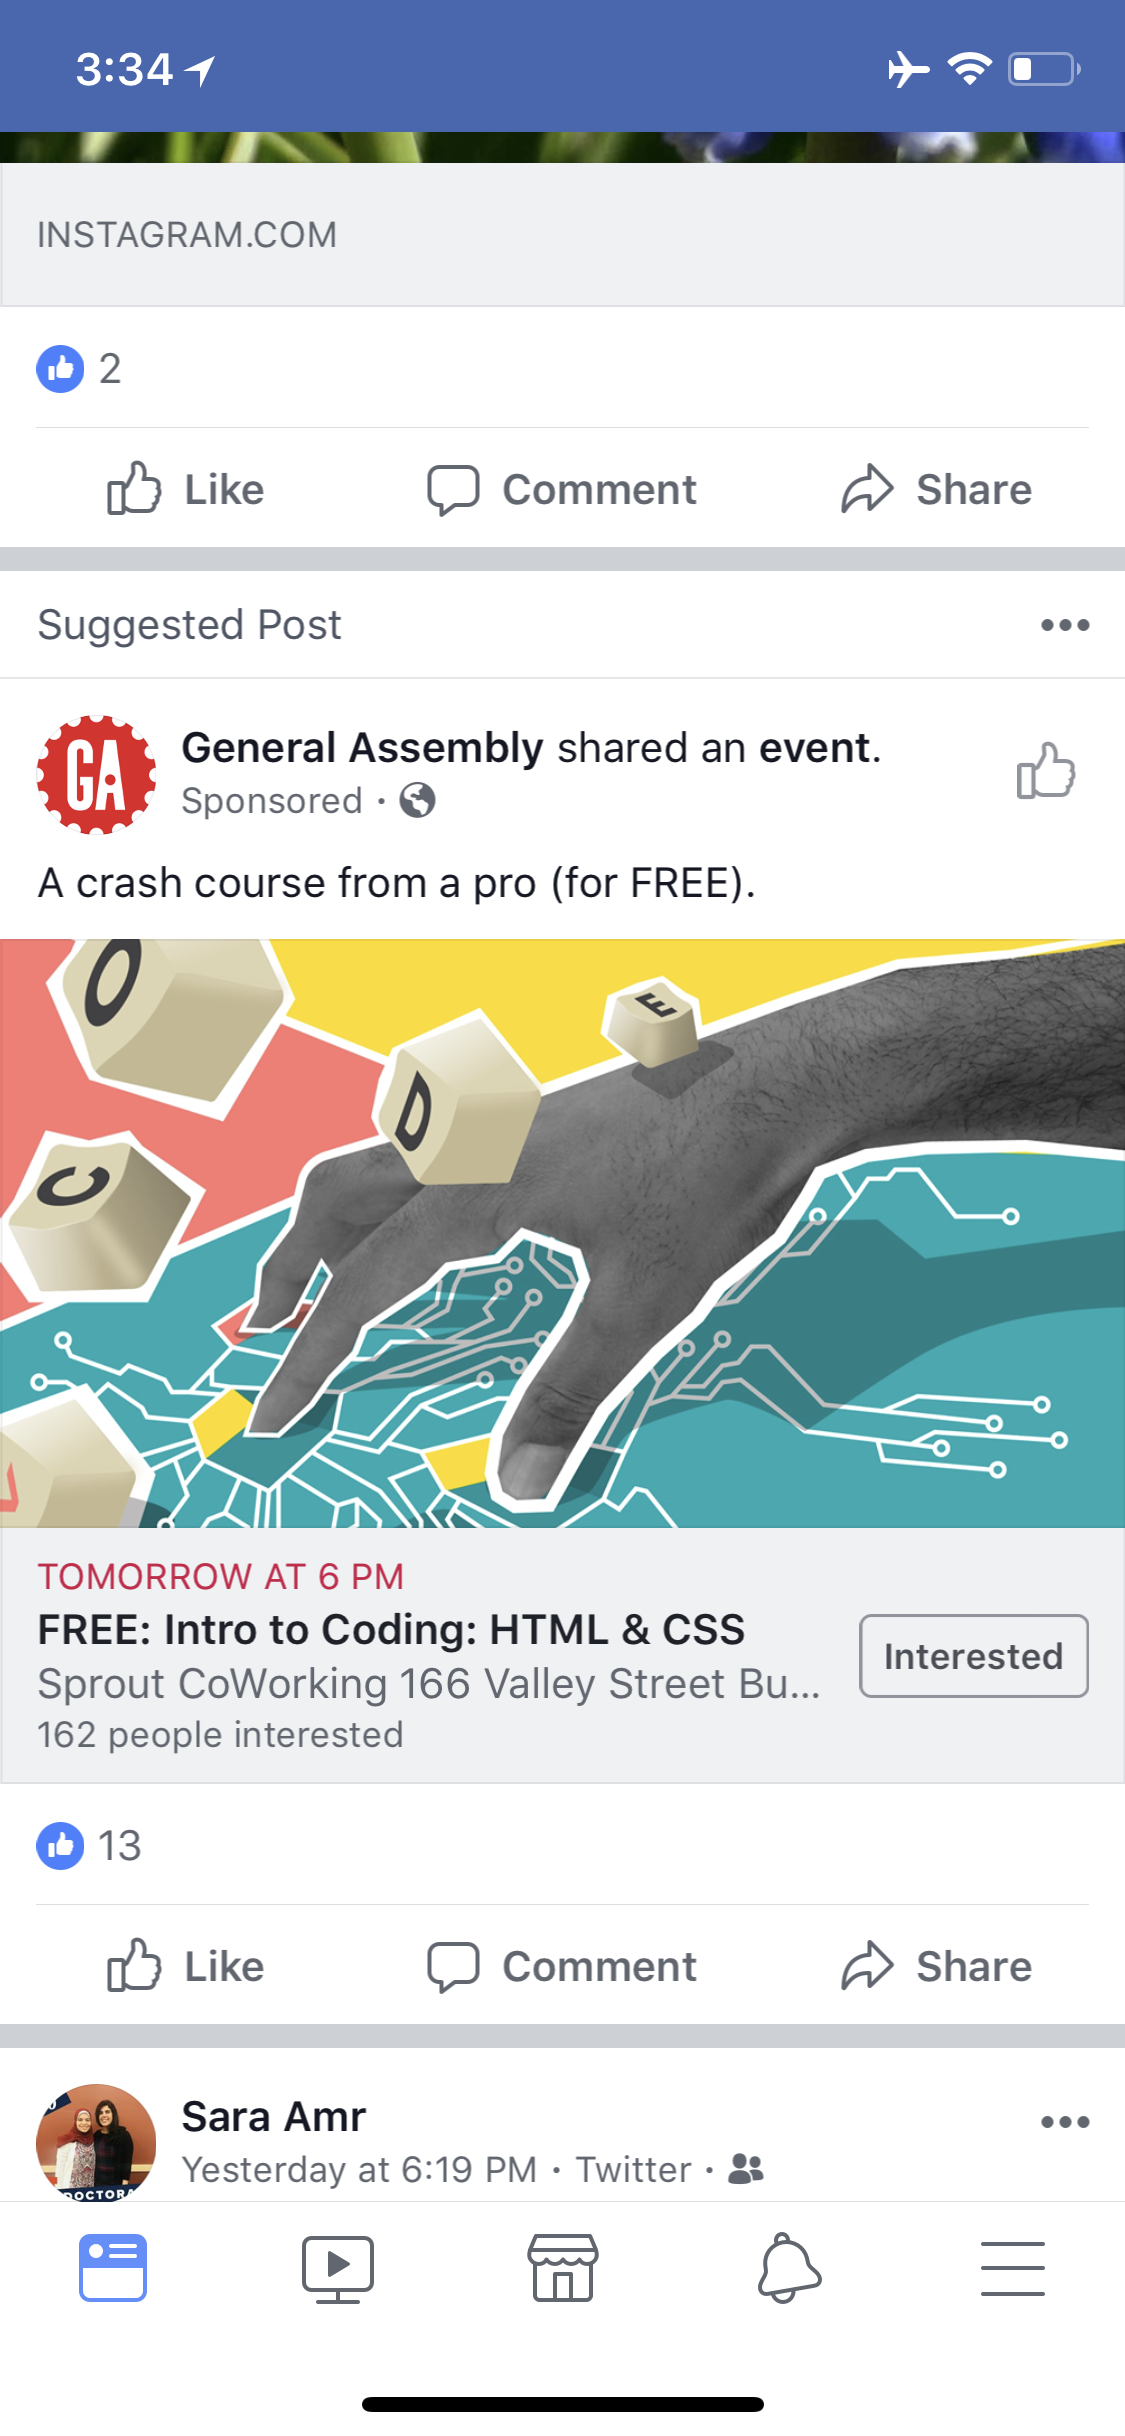 3:34
INSTAGRAM.COM
2
Like Comment Share
Suggested Post
GA
General Assembly shared an event.
Sponsored ·
A crash course from a pro (for FREE).
O
E
D
C
TOMORROW AT 6 PM
FREE: Intro to Coding: HTML & CSS
Interested
Sprout CoWorking 166 Valley Street Bu...
162 people interested
13
Like Comment Share
Sara Amr
Yesterday at 6:19 PM · Twitter ·